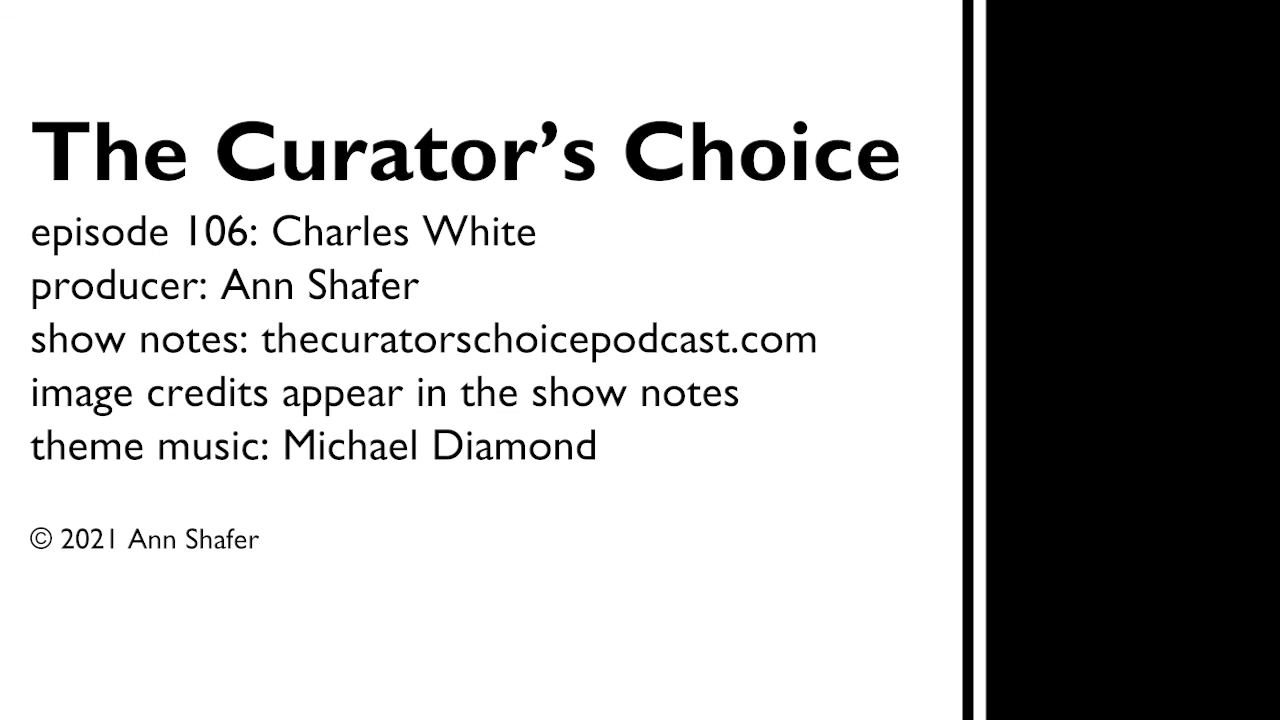 The Curator’s Choice
episode 106: Charles White
producer: Ann Shafer
show notes: thecuratorschoicepodcast.com
image credits appear in the show notes
theme music: Michael Diamond
© 2021 Ann Shafer